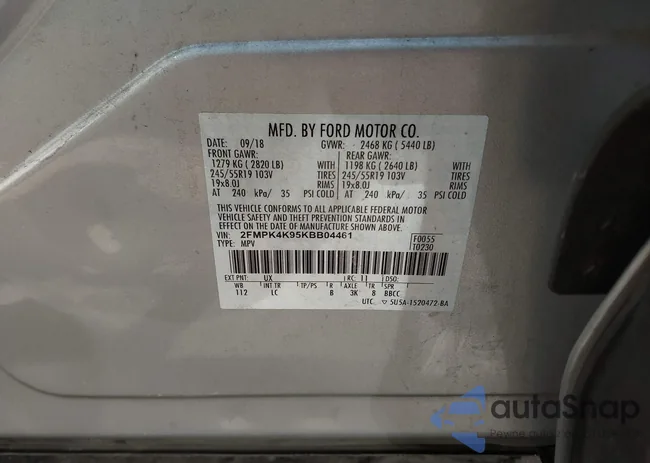 MFD. BY FORD MOTOR CO.
DATE: 09/18 GVWR: 2468 KG ( 5440 LB)
FRONT GAWR: REAR GAWR:
1279 KG ( 2820 LB) WITH 1198 KG ( 2640 LB) WITH
245/55R19 103V TIRES 245/55R19 103V TIRES
19x8.0J RIMS 19x8.0J RIMS
AT 240 kPa/ 35 PSI COLD AT 240 kPa/ 35 PSI COLD
THIS VEHICLE CONFORMS TO ALL APPLICABLE FEDERAL MOTOR
VEHICLE SAFETY AND THEFT PREVENTION STANDARDS IN
EFFECT ON THE DATE OF MANUFACTURE SHOWN ABOVE.
VIN: 2FMPK4K95KBB04461 F0055
TYPE: MPV T0230
EXT PNT: UX RC: 11 DSO:
WB INT TR TP/PS R AXLE TR SPR
112 LC B 3K 8 BBCC
UTC ▽ 5U5A-1520472-BA
autoSnap